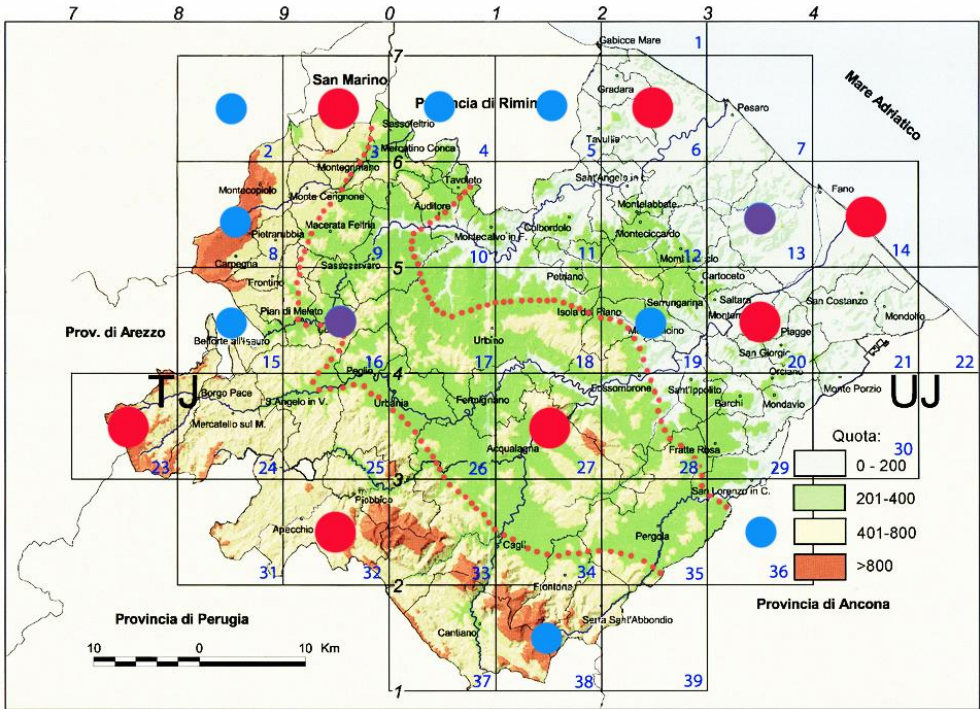 7 8 9 0 1 2 3 4
Gabicce Mare
1
7
San Marino
Gradara
Provincia di Rimin
Pesaro
Mare Adriatico
Sassofeltrio
Tavullia
Mercatino Conca
2 3 4 5 6 7
6
Montegrimano
Tavoleto
Sant'Angelo in L.
Montecopiolo
Monte Cerignone
Auditore
Montelabbate
Fano
Macerata Feltria
Montecalvo in F.
Colbordolo
Montecicardo
Pietrarubbia
8 9 10 11 12 13 14
5
Carpegna
Sassocorvaro
Petriano
Cartoceto
Frontino
Serrungarina
Saltara
San Costanzo
Pian di Meleto
Isola del Piano
Mondolfo
Prov. di Arezzo
Urbino
Piagge
Belforte all'Isauro
San Giorgio
15 16 17 18 19 20 21 22
4
Peglio
Orciano
TJ
UJ
Borgo Pace
S.Angelo in V.
Urbania
Fermignano
Fossombrone
Sant'Ippolito
Monte Porzio
Barchi
Mondavio
Mercatello sul M.
Acqualagna
Quota:
Fratte Rosa
23 24 25 26 27 28 29 30
3
0 - 200
San Lorenzo in C.
Piobbico
201-400
Apecchio
Pergola
401-800
Cagli
>800
31 32 33 34 35 36
2
Frontone
Provincia di Ancona
Provincia di Perugia
Serra Sant'Abbondio
Cantiano
10 0 10 Km
37 38 39
1